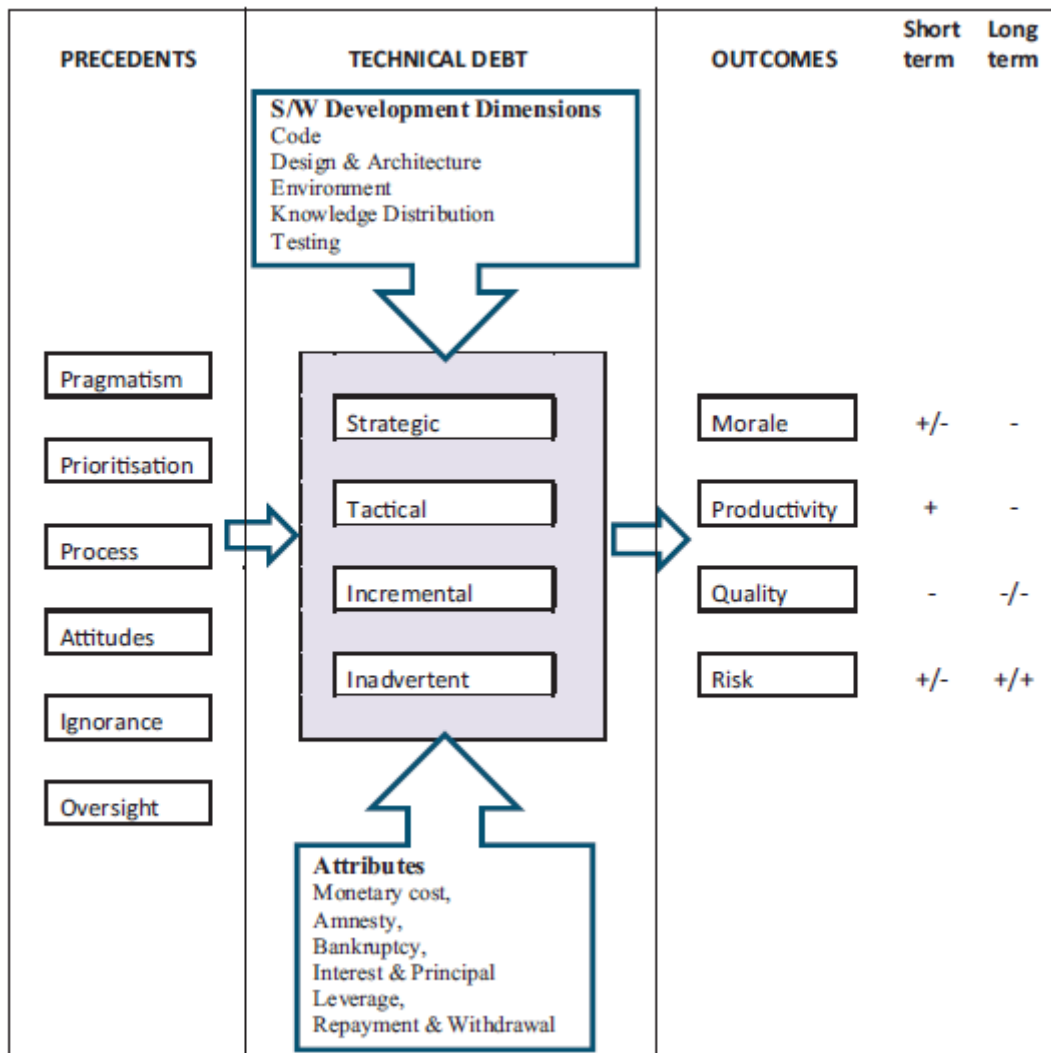 PRECEDENTS
TECHNICAL DEBT
OUTCOMES
Short term
Long term
S/W Development Dimensions
Code
Design & Architecture
Environment
Knowledge Distribution
Testing
Pragmatism
Prioritisation
Process
Attitudes
Ignorance
Oversight
Strategic
Tactical
Incremental
Inadvertent
Morale +/- -
Productivity + -
Quality - -/-
Risk +/- +/+
Attributes
Monetary cost,
Amnesty,
Bankruptcy,
Interest & Principal
Leverage,
Repayment & Withdrawal